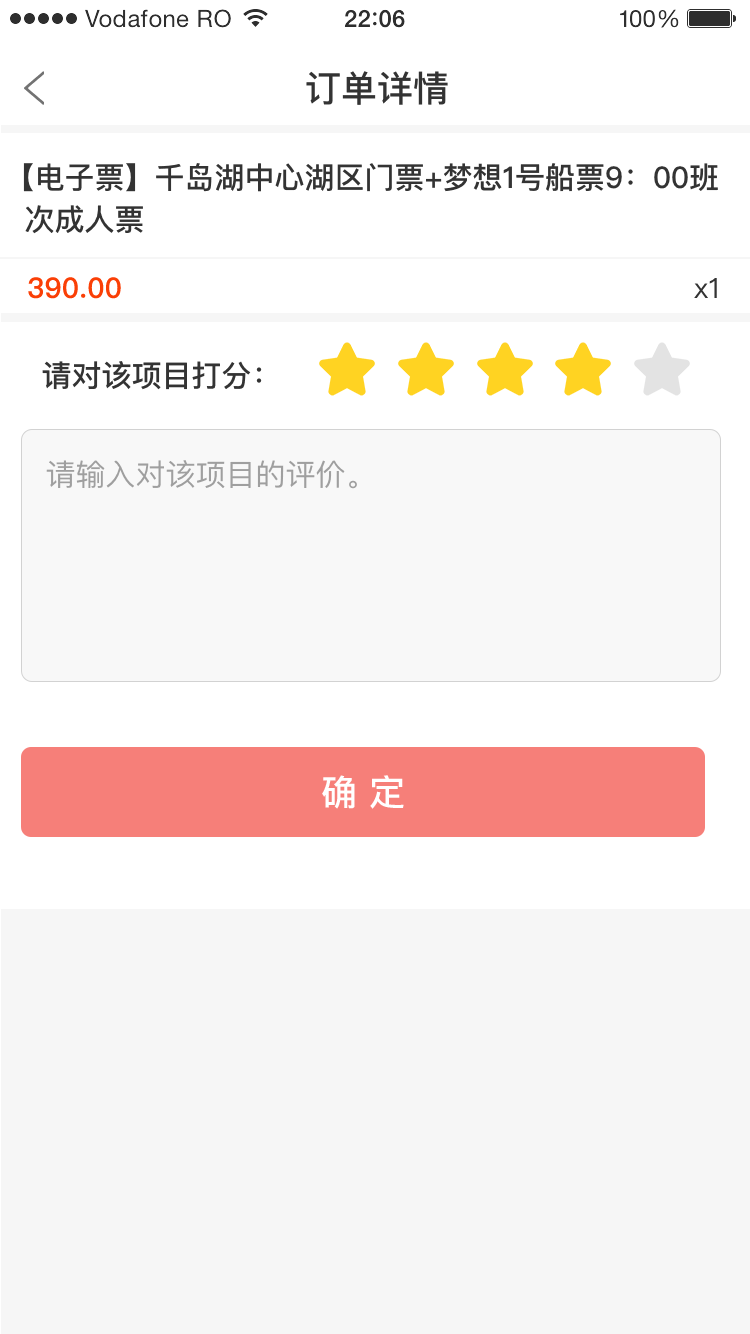 Vodafone RO 22:06 100%
订单详情
【电子票】千岛湖中心湖区门票+梦想1号船票9：00班
次成人票
390.00 x1
请对该项目打分：
请输入对该项目的评价。
确 定